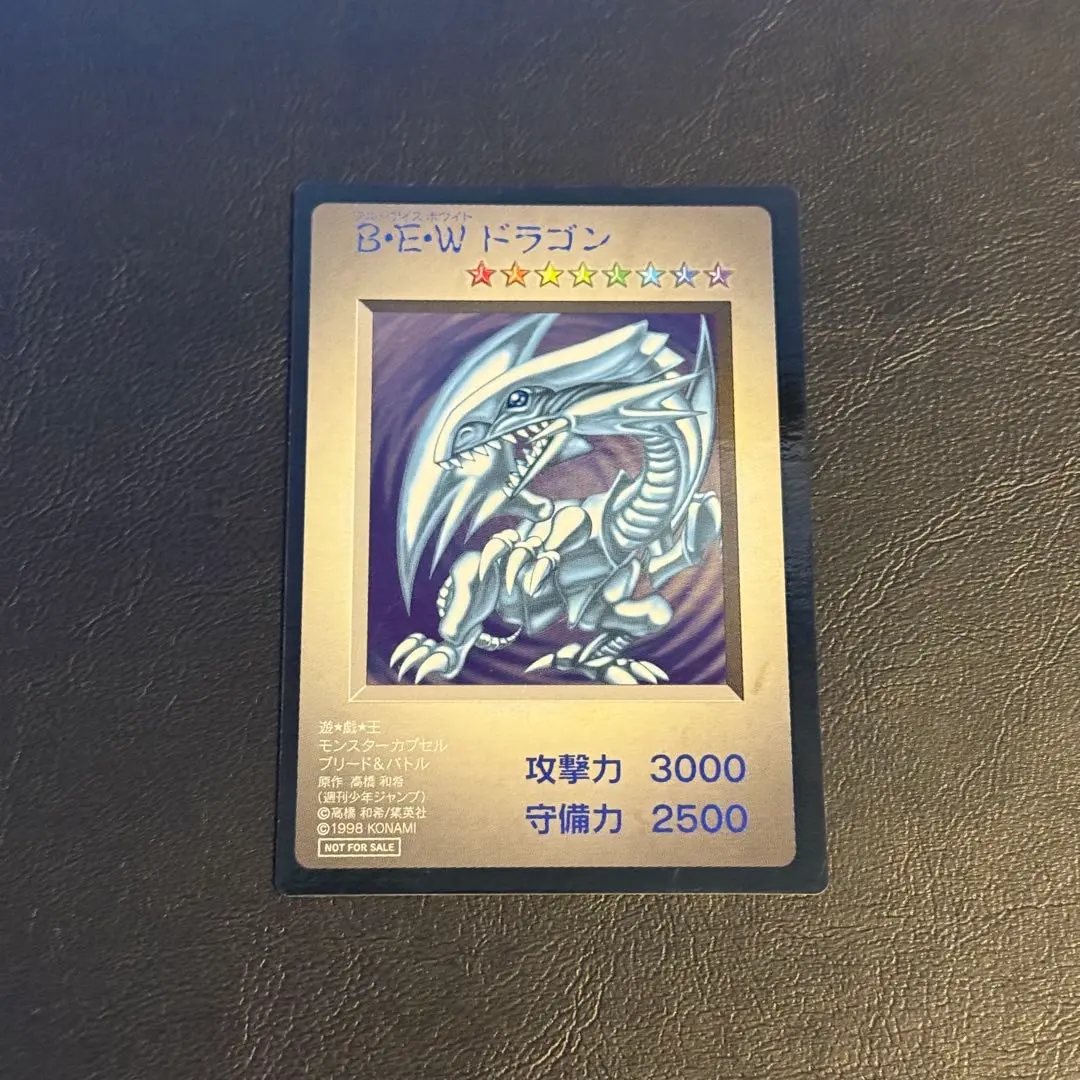 ブルーアイズ ホワイト
B・E・W ドラゴン
遊★戯★王
モンスターカプセル
ブリード&バトル
原作 高橋 和将
(週刊少年ジャンプ)
©高橋 和希/集英社
©1998 KONAMI
NOT FOR SALE
攻撃力 3000
守備力 2500